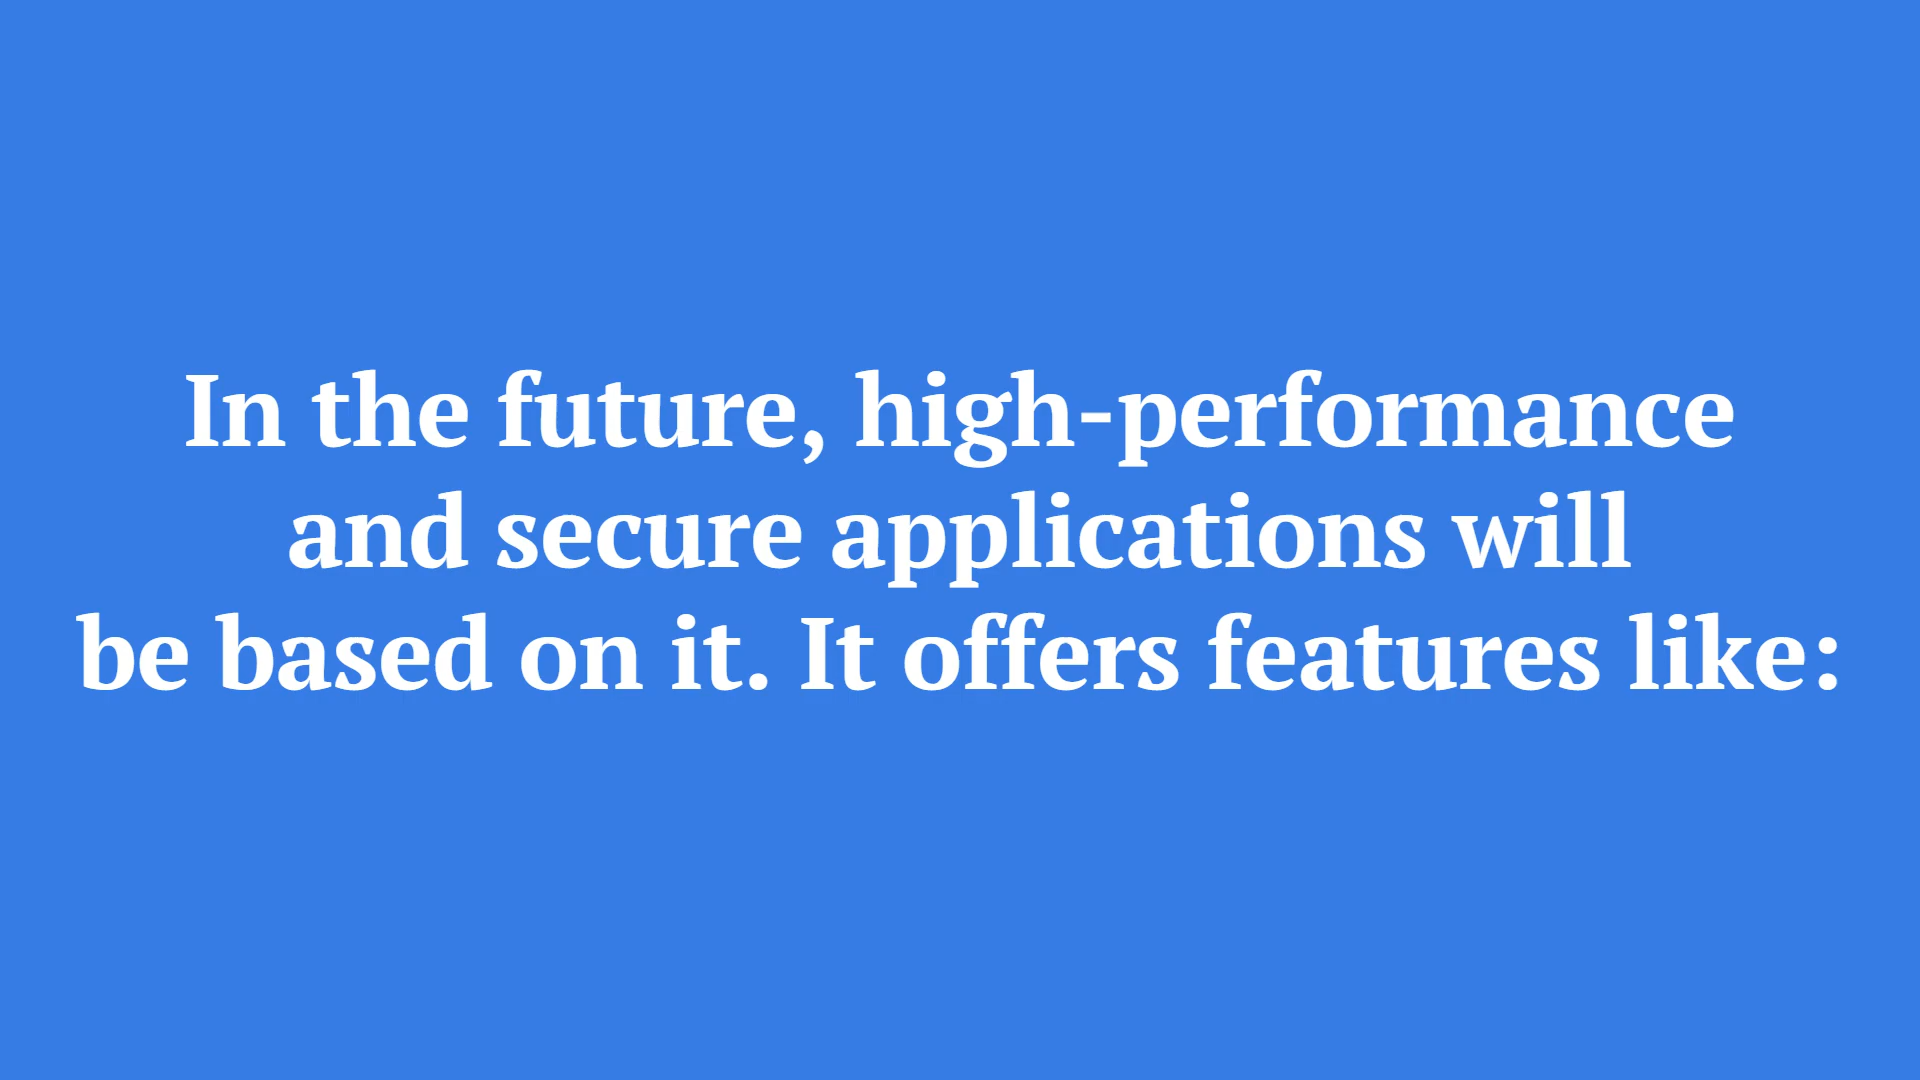 In the future, high-performance
and secure applications will
be based on it. It offers features like: